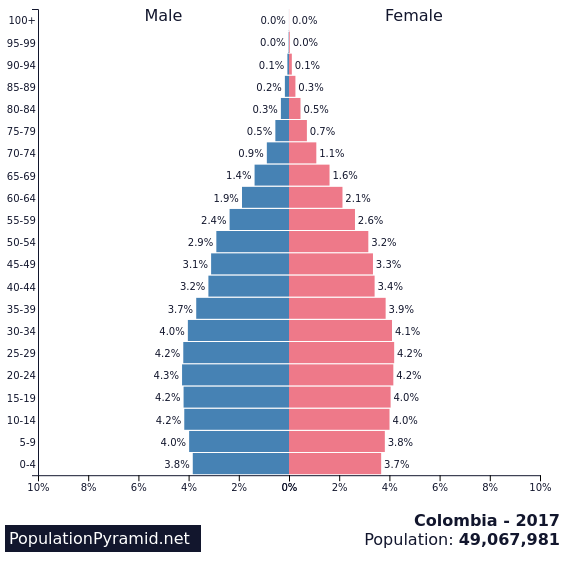 Male Female
100+ 0.0% 0.0%
95-99 0.0% 0.0%
90-94 0.1% 0.1%
85-89 0.2% 0.3%
80-84 0.3% 0.5%
75-79 0.5% 0.7%
70-74 0.9% 1.1%
65-69 1.4% 1.6%
60-64 1.9% 2.1%
55-59 2.4% 2.6%
50-54 2.9% 3.2%
45-49 3.1% 3.3%
40-44 3.2% 3.4%
35-39 3.7% 3.9%
30-34 4.0% 4.1%
25-29 4.2% 4.2%
20-24 4.3% 4.2%
15-19 4.2% 4.0%
10-14 4.2% 4.0%
5-9 4.0% 3.8%
0-4 3.8% 3.7%
10% 8% 6% 4% 2% 0% 2% 4% 6% 8% 10%
Colombia - 2017
PopulationPyramid.net Population: 49,067,981